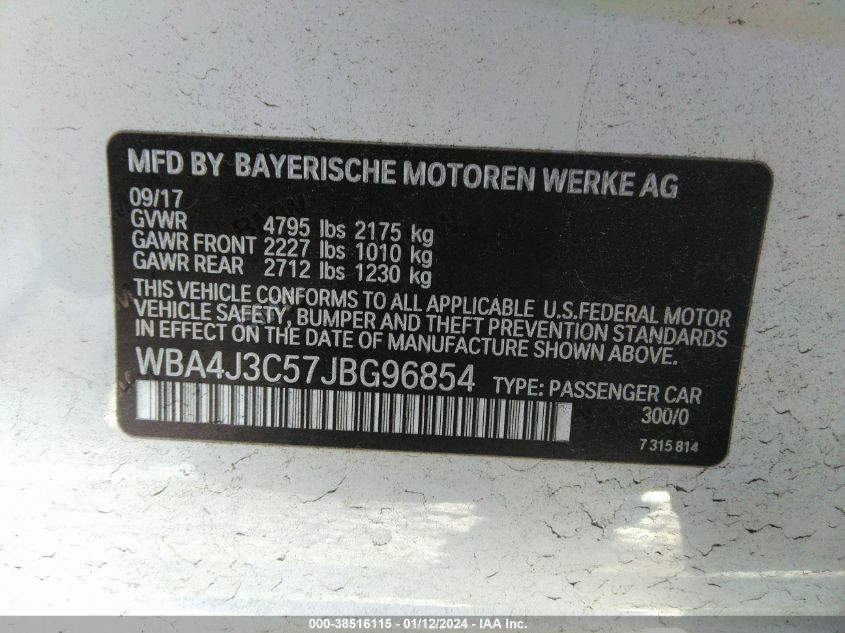 MFD BY BAYERISCHE MOTOREN WERKE AG
09/17
GVWR 4795 lbs 2175 kg
GAWR FRONT 2227 lbs 1010 kg
GAWR REAR 2712 lbs 1230 kg
THIS VEHICLE CONFORMS TO ALL APPLICABLE U.S.FEDERAL MOTOR
VEHICLE SAFETY, BUMPER AND THEFT PREVENTION STANDARDS
IN EFFECT ON THE DATE OF MANUFACTURE SHOWN ABOVE.
WBA4J3C57JBG96854 TYPE: PASSENGER CAR
300/0
7 315 814
000-38516115 - 01/12/2024 - IAA Inc.